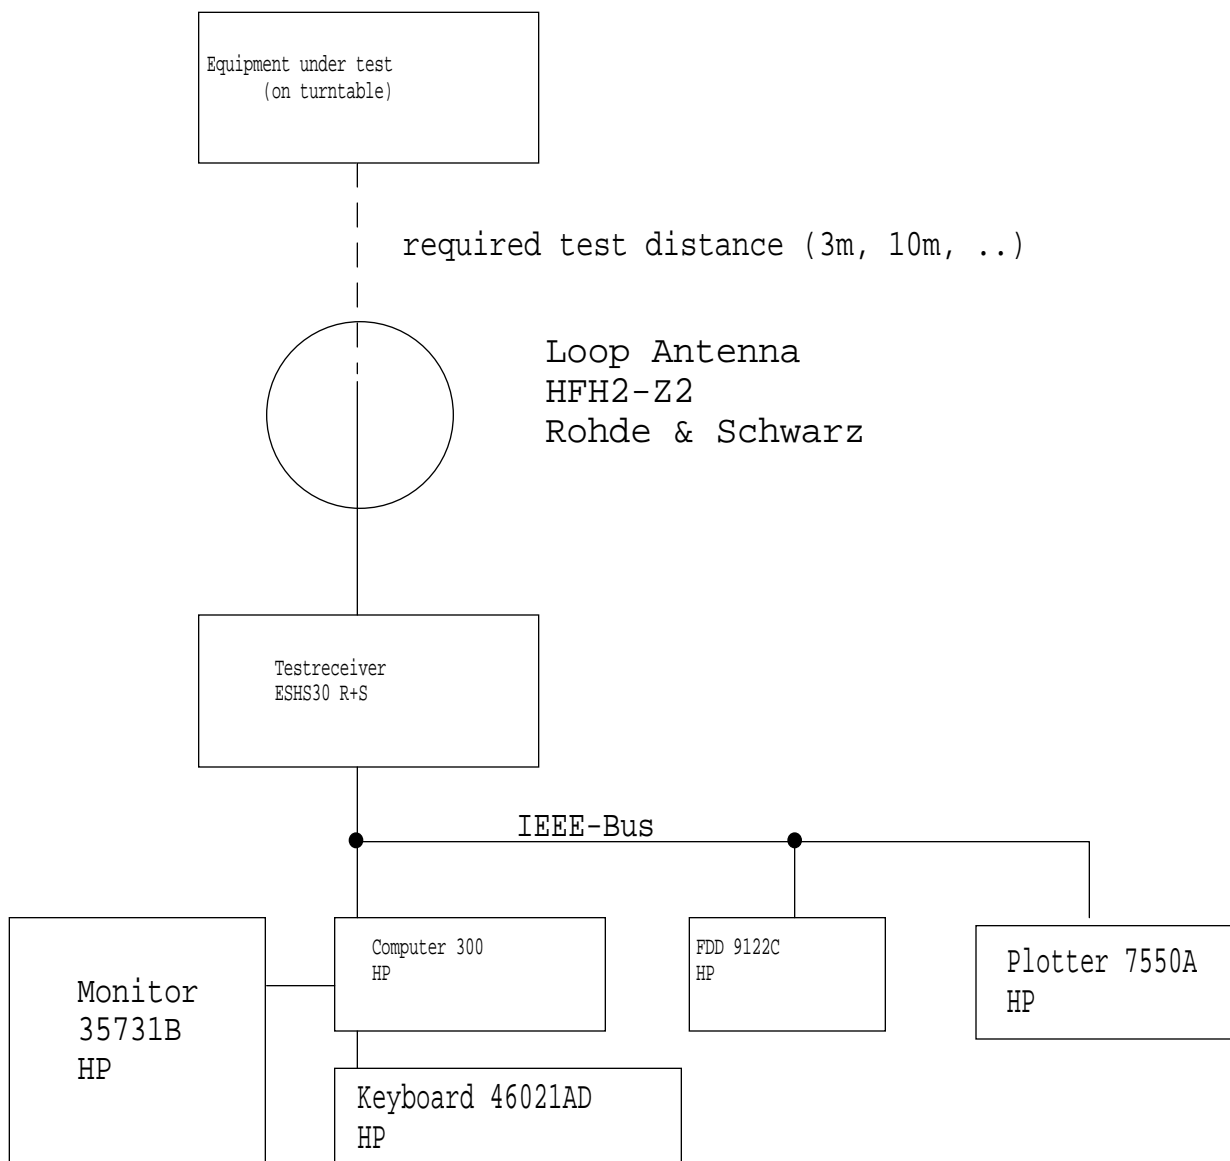 Equipment under test
(on turntable)
required test distance (3m, 10m, ..)
Loop Antenna
HFH2-Z2
Rohde & Schwarz
Testreceiver
ESHS30 R+S
IEEE-Bus
Computer 300
HP
FDD 9122C
HP
Plotter 7550A
HP
Monitor
35731B
HP
Keyboard 46021AD
HP